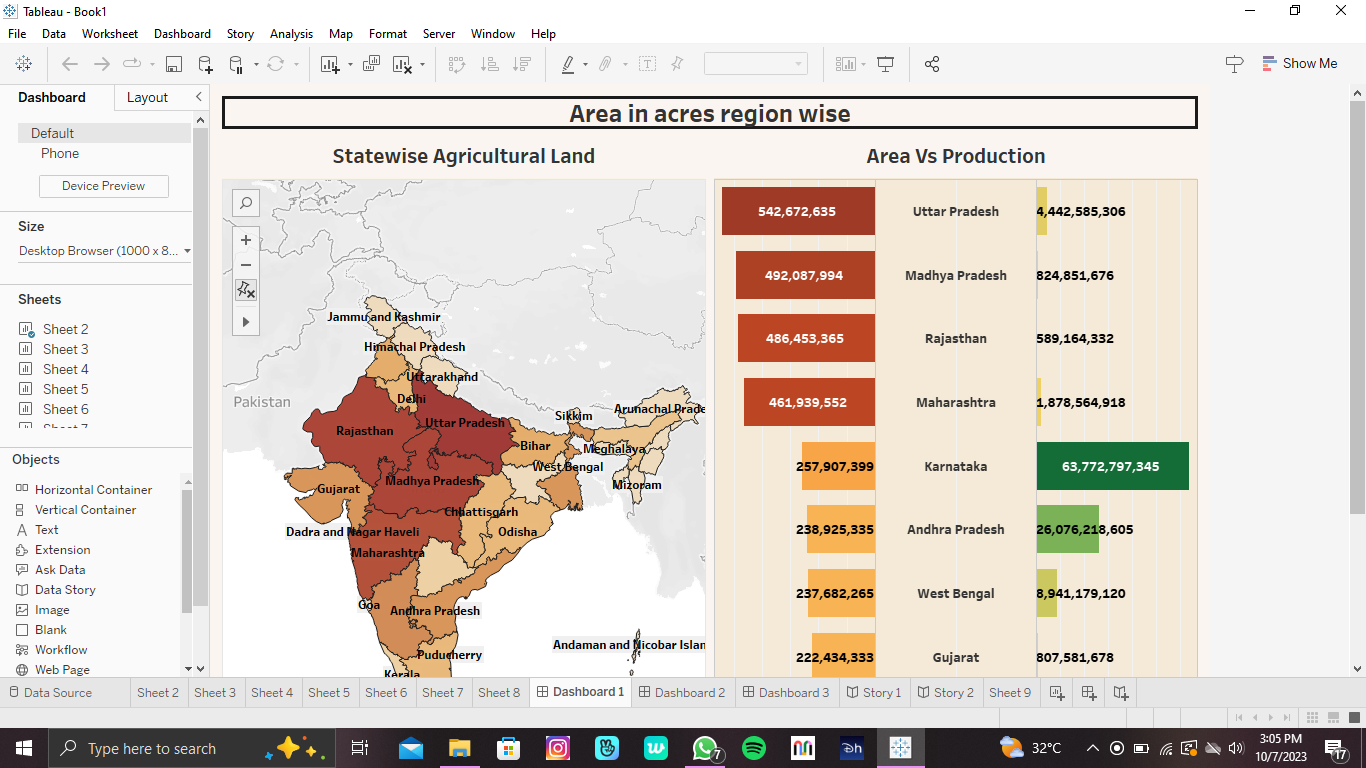 Tableau - Book1
File Data Worksheet Dashboard Story Analysis Map Format Server Window Help
Show Me
Dashboard Layout
Default
Phone
Device Preview
Size
Desktop Browser (1000 x 8...
Sheets
Sheet 2
Sheet 3
Sheet 4
Sheet 5
Sheet 6
Objects
Horizontal Container
Vertical Container
Text
Extension
Ask Data
Data Story
Image
Blank
Workflow
Web Page
Area in acres region wise
Statewise Agricultural Land
Jammu and Kashmir
Himachal Pradesh
Uttarakhand
Pakistan
Delhi
Arunachal Prade
Sikkim
Uttar Pradesh
Rajasthan
Bihar
Meghalaya
West Bengal
Madhya Pradesh
Gujarat
Mizoram
Chhattisgarh
Dadra and Nagar Haveli
Odisha
Maharashtra
Goa
Andhra Pradesh
Andaman and Nicobar Islan
Puducherry
Kerala
Area Vs Production
542,672,635 Uttar Pradesh 4,442,585,306
492,087,994 Madhya Pradesh 824,851,676
486,453,365 Rajasthan 589,164,332
461,939,552 Maharashtra 1,878,564,918
257,907,399 Karnataka 63,772,797,345
238,925,335 Andhra Pradesh 26,076,218,605
237,682,265 West Bengal 8,941,179,120
222,434,333 Gujarat 807,581,678
Data Source Sheet 2 Sheet 3 Sheet 4 Sheet 5 Sheet 6 Sheet 7 Sheet 8 Dashboard 1 Dashboard 2 Dashboard 3 Story 1 Story 2 Sheet 9
Type here to search
7
32°C
3:05 PM
10/7/2023
17